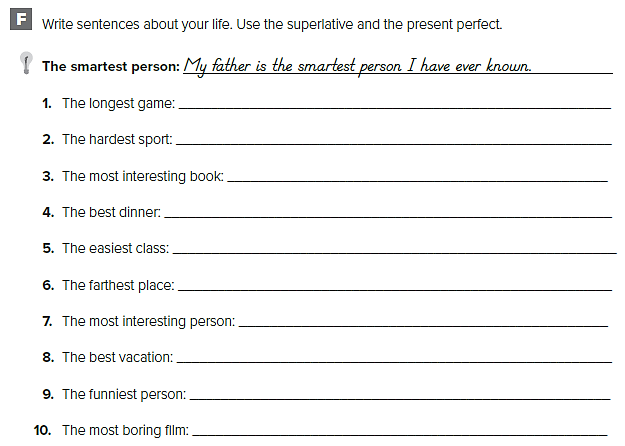 F Write sentences about your life. Use the superlative and the present perfect.
The smartest person: My father is the smartest person I have ever known.
1. The longest game:
2. The hardest sport:
3. The most interesting book:
4. The best dinner:
5. The easiest class:
6. The farthest place:
7. The most interesting person:
8. The best vacation:
9. The funniest person:
10. The most boring film: